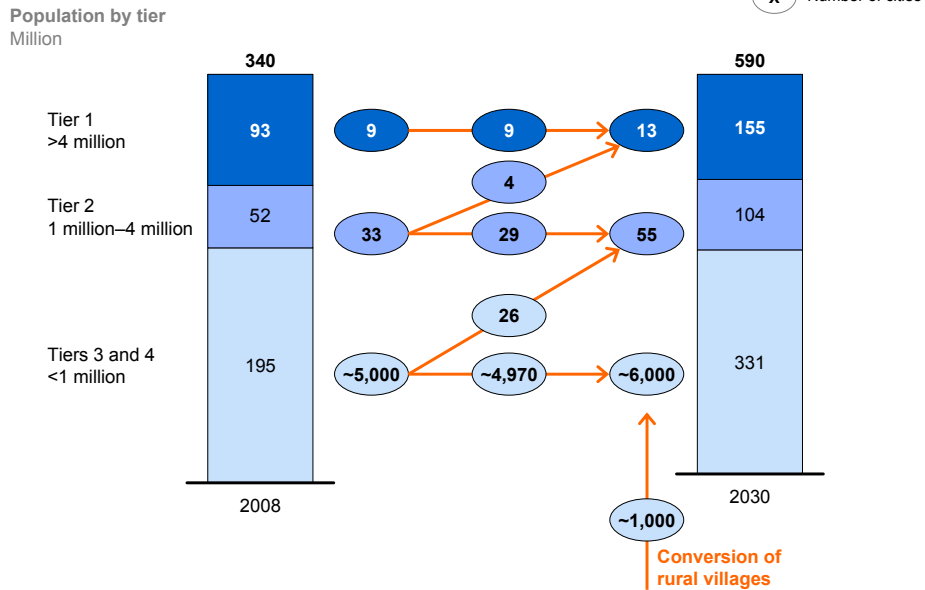 Population by tier
Million
x
340
590
Tier 1
>4 million
93
9
9
13
155
4
Tier 2
1 million–4 million
52
33
29
55
104
26
Tiers 3 and 4
<1 million
195
~5,000
~4,970
~6,000
331
2008
2030
~1,000
Conversion of
rural villages